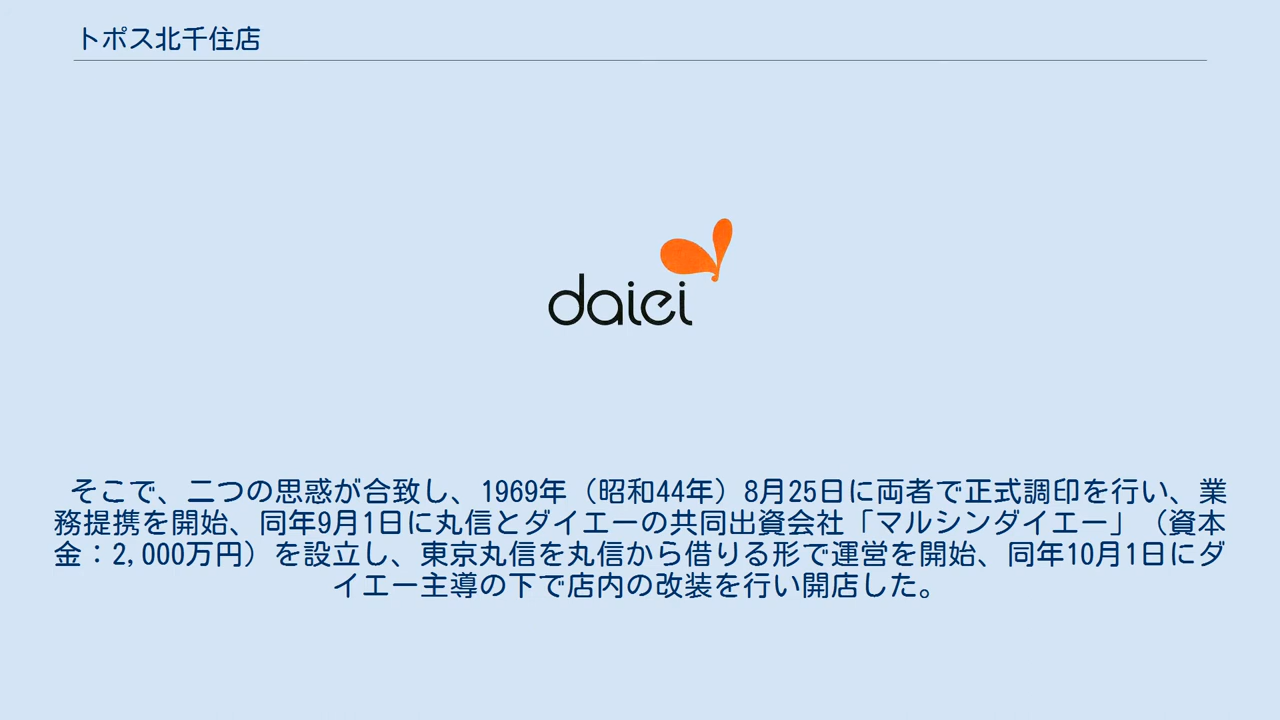 トポス北千住店
daiei
そこで、二つの思惑が合致し、1969年（昭和44年）8月25日に両者で正式調印を行い、業
務提携を開始、同年9月1日に丸信とダイエーの共同出資会社「マルシンダイエー」（資本
金：2,000万円）を設立し、東京丸信を丸信から借りる形で運営を開始、同年10月1日にダ
イエー主導の下で店内の改装を行い開店した。